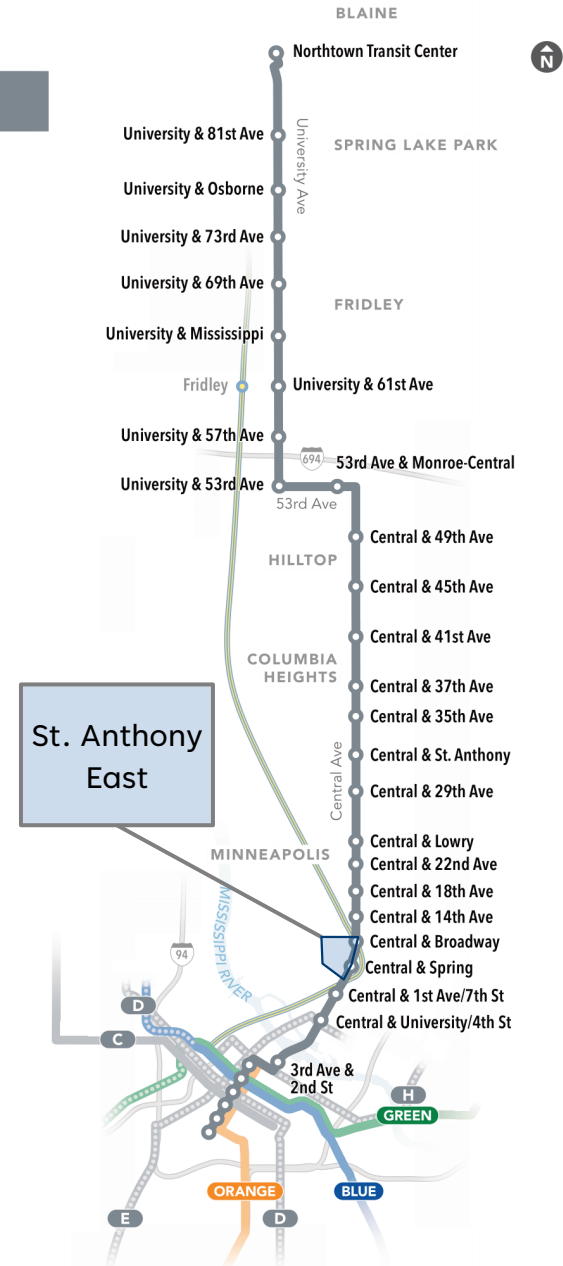 BLAINE
Northtown Transit Center
N
University & 81st Ave
University Ave
SPRING LAKE PARK
University & Osborne
University & 73rd Ave
University & 69th Ave
FRIDLEY
University & Mississippi
Fridley
University & 61st Ave
University & 57th Ave
694
53rd Ave & Monroe-Central
University & 53rd Ave
53rd Ave
Central & 49th Ave
HILLTOP
Central & 45th Ave
Central & 41st Ave
COLUMBIA
HEIGHTS
Central & 37th Ave
Central & 35th Ave
St. Anthony
East
Central Ave
Central & St. Anthony
Central & 29th Ave
Central & Lowry
MINNEAPOLIS
Central & 22nd Ave
Central & 18th Ave
Central & 14th Ave
MISSISSIPPI RIVER
94
Central & Broadway
Central & Spring
Central & 1st Ave/7th St
D
Central & University/4th St
C
3rd Ave &
2nd St
H
GREEN
ORANGE
BLUE
E
D